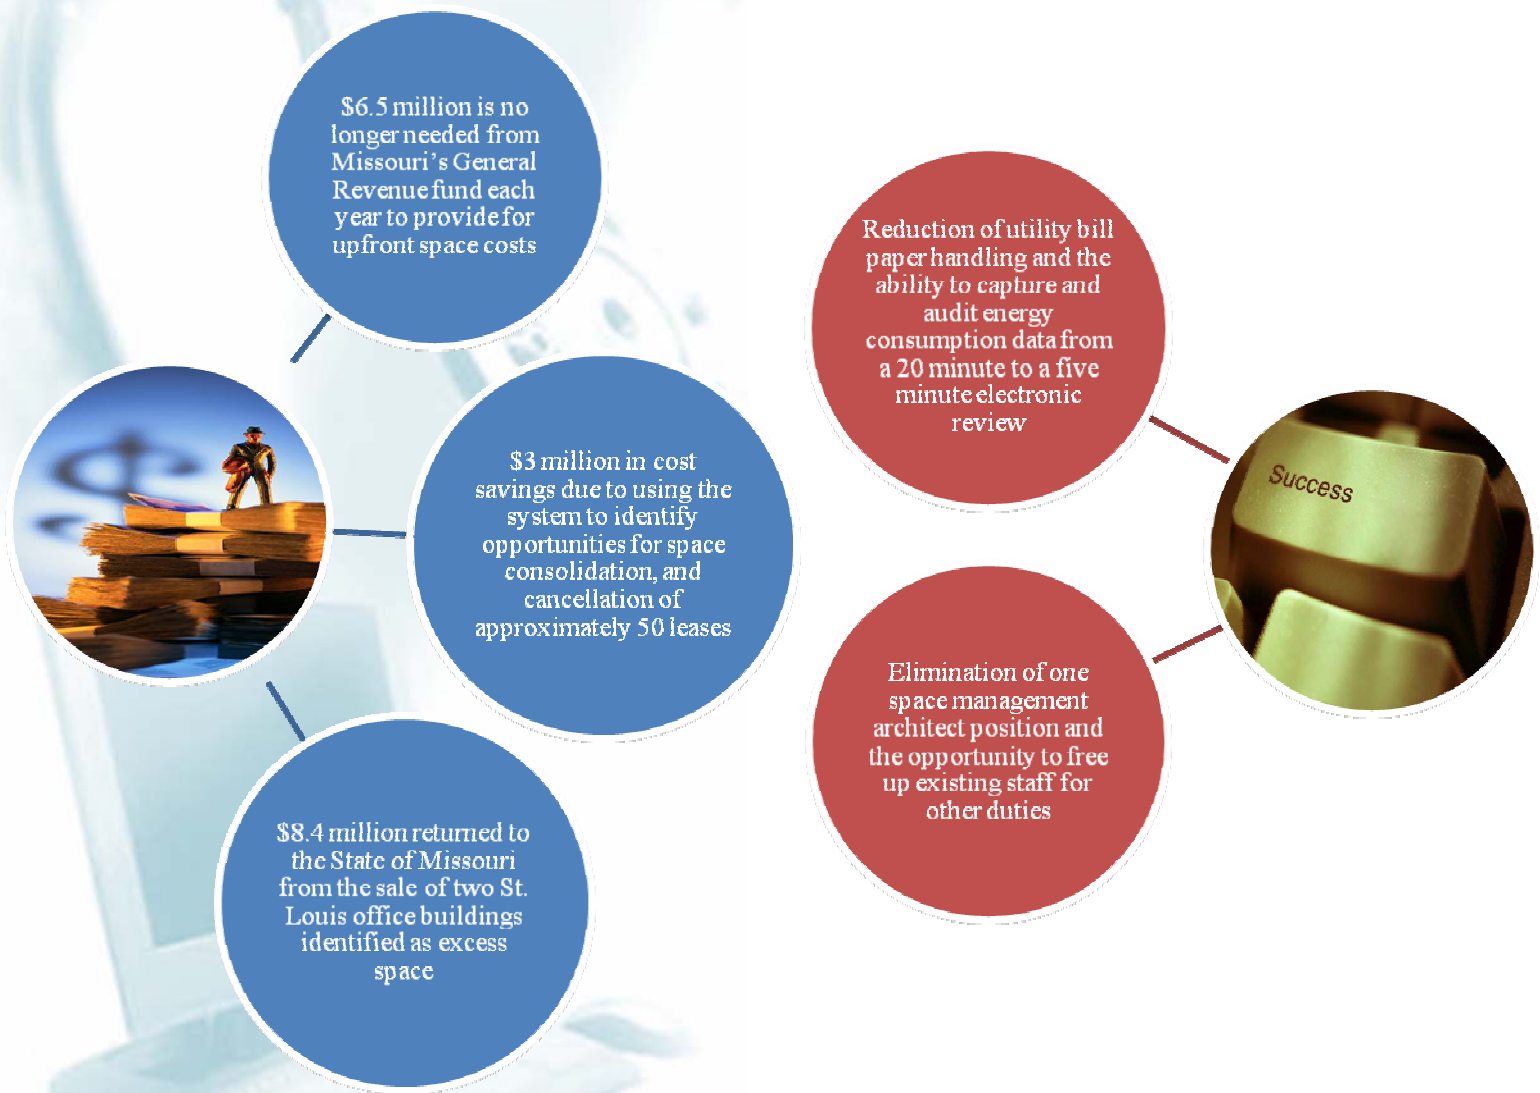 $6.5 million is no
longer needed from
Missouri’s General
Revenue fund each
year to provide for
upfront space costs
$3 million in cost
savings due to using the
system to identify
opportunities for space
consolidation, and
cancellation of
approximately 50 leases
$8.4 million returned to
the State of Missouri
from the sale of two St.
Louis office buildings
identified as excess
space
Reduction of utility bill
paper handling and the
ability to capture and
audit energy
consumption data from
a 20 minute to a five
minute electronic
review
Elimination of one
space management
architect position and
the opportunity to free
up existing staff for
other duties
Success